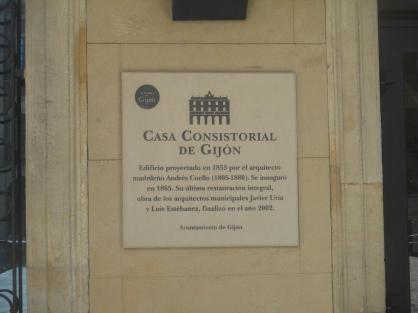 Gijón
CASA CONSISTORIAL
DE GIJÓN
Edificio proyectado en 1853 por el arquitecto
madrileño Andrés Coello (1805-1880). Se inauguró
en 1865. Su última restauración integral,
obra de los arquitectos municipales Javier Uría
y Luis Estébanez, finalizó en el año 2002.
Ayuntamiento de Gijón